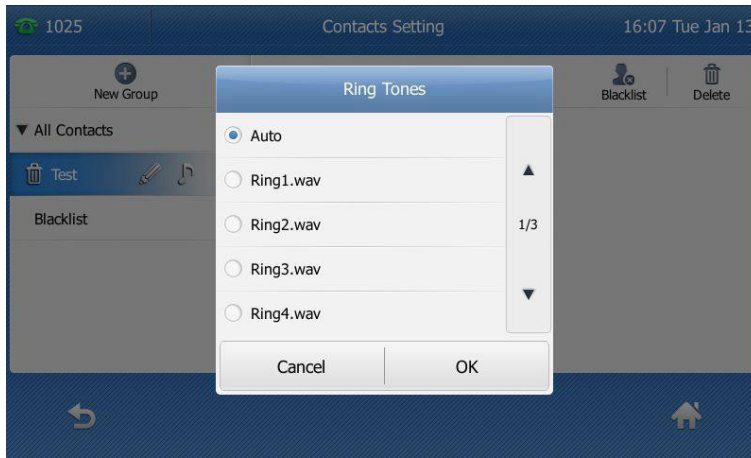 1025 Contacts Setting 16:07 Tue Jan 13
New Group
Blacklist Delete
All Contacts
Test
Blacklist
Ring Tones
Auto
Ring1.wav
Ring2.wav
1/3
Ring3.wav
Ring4.wav
Cancel OK